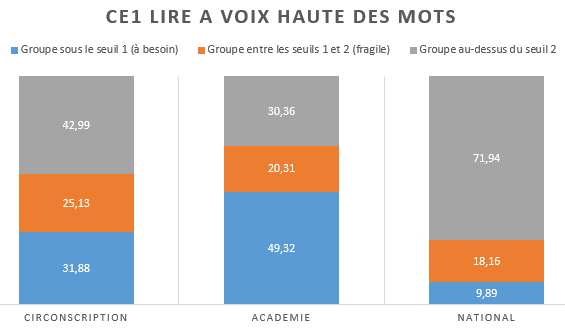 CE1 LIRE A VOIX HAUTE DES MOTS
Groupe sous le seuil 1 (à besoin) Groupe entre les seuils 1 et 2 (fragile) Groupe au-dessus du seuil 2
42,99 30,36 71,94
25,13 20,31 18,16
31,88 49,32 9,89
CIRCONSCRIPTION ACADEMIE NATIONAL